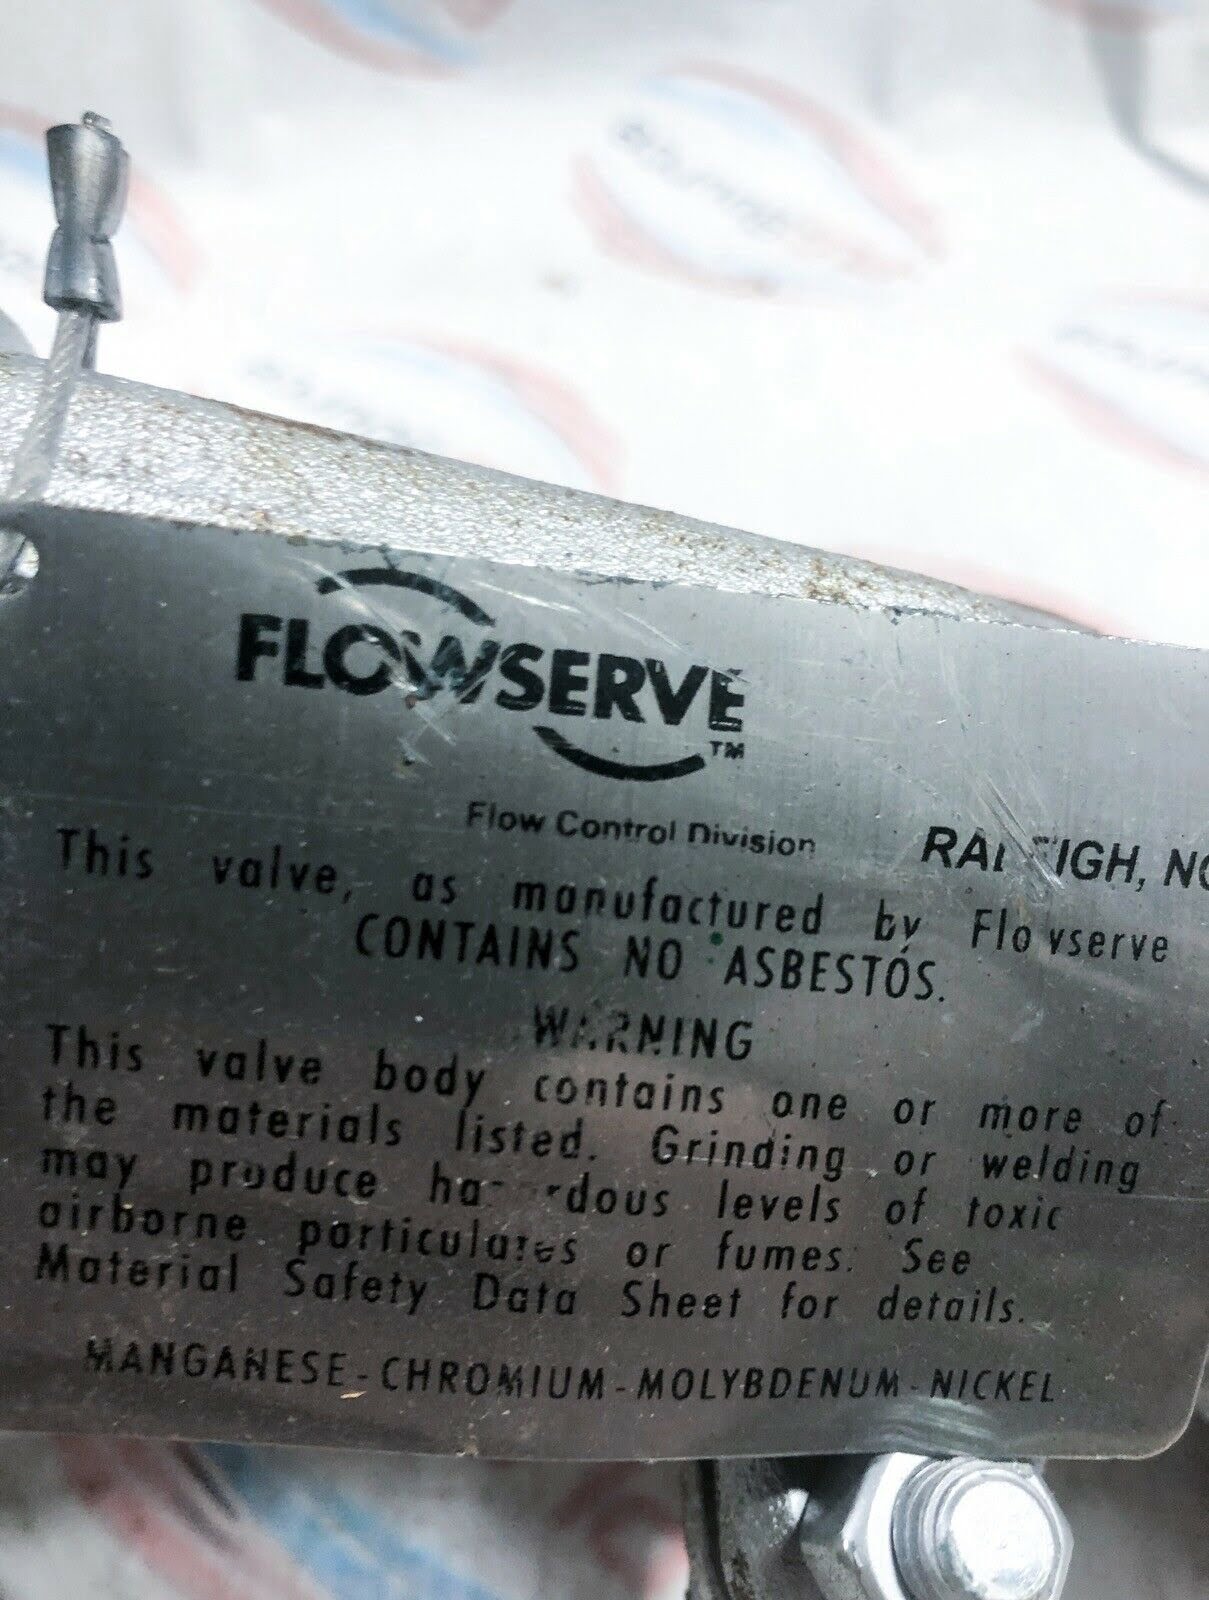 FLOWSERVE
TM
Flow Control Division RALEIGH, NC
This valve, as manufactured by Flowserve
CONTAINS NO ASBESTOS.
WARNING
This valve body contains one or more of
the materials listed. Grinding or welding
may produce hazardous levels of toxic
airborne particulates or fumes. See
Material Safety Data Sheet for details.
MANGANESE - CHROMIUM - MOLYBDENUM - NICKEL